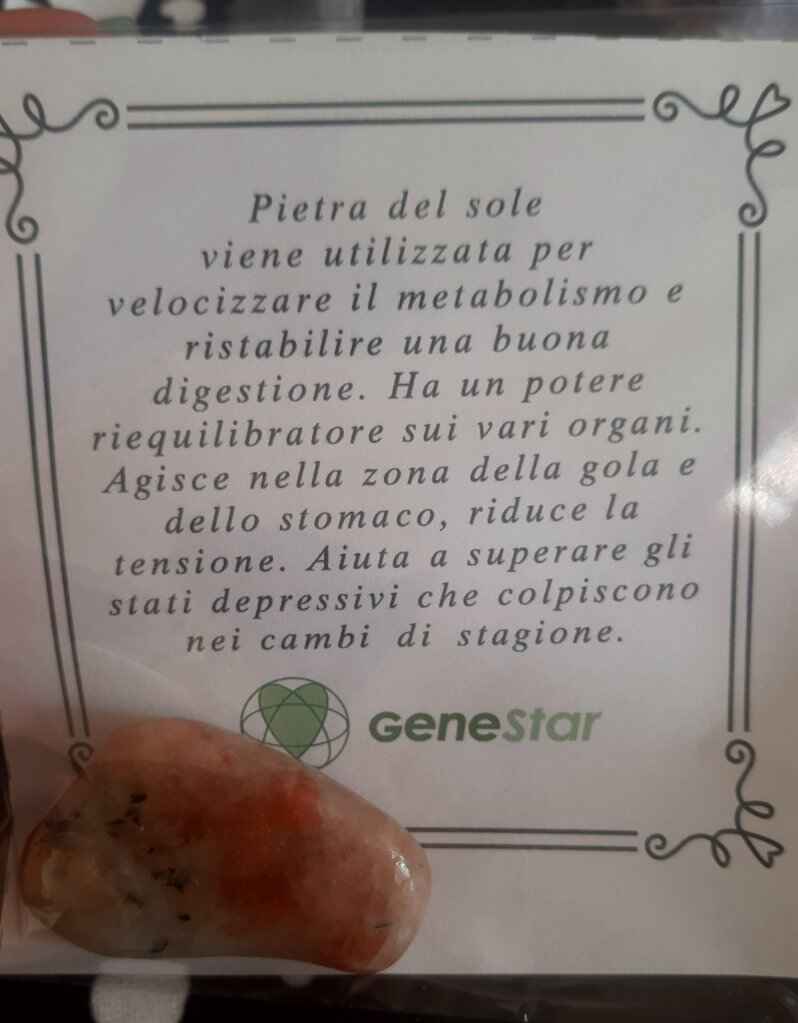 Pietra del sole
viene utilizzata per
velocizzare il metabolismo e
ristabilire una buona
digestione. Ha un potere
riequilibratore sui vari organi.
Agisce nella zona della gola e
dello stomaco, riduce la
tensione. Aiuta a superare gli
stati depressivi che colpiscono
nei cambi di stagione.
GeneStar